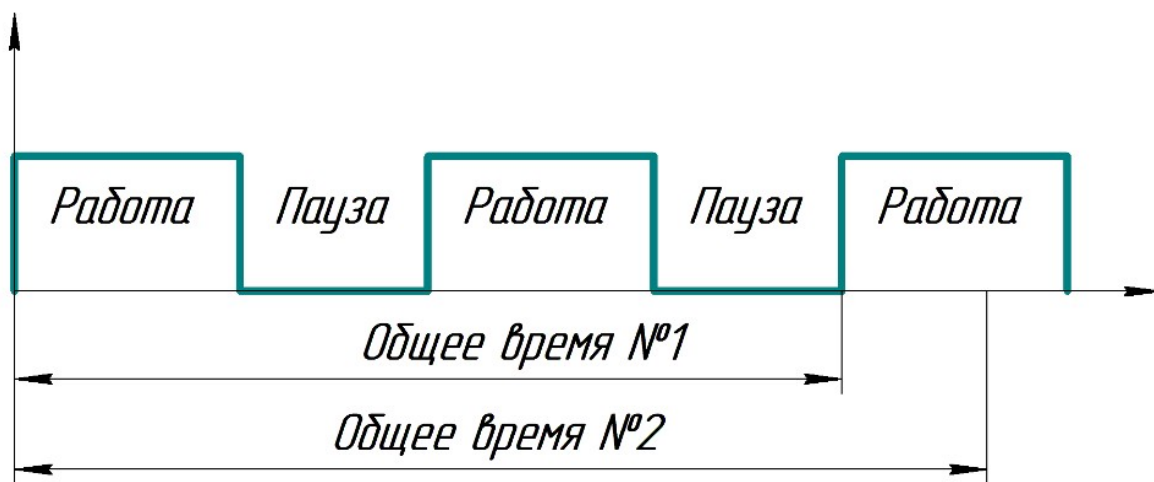 Работа Пауза Работа Пауза Работа
Общее время №1
Общее время №2